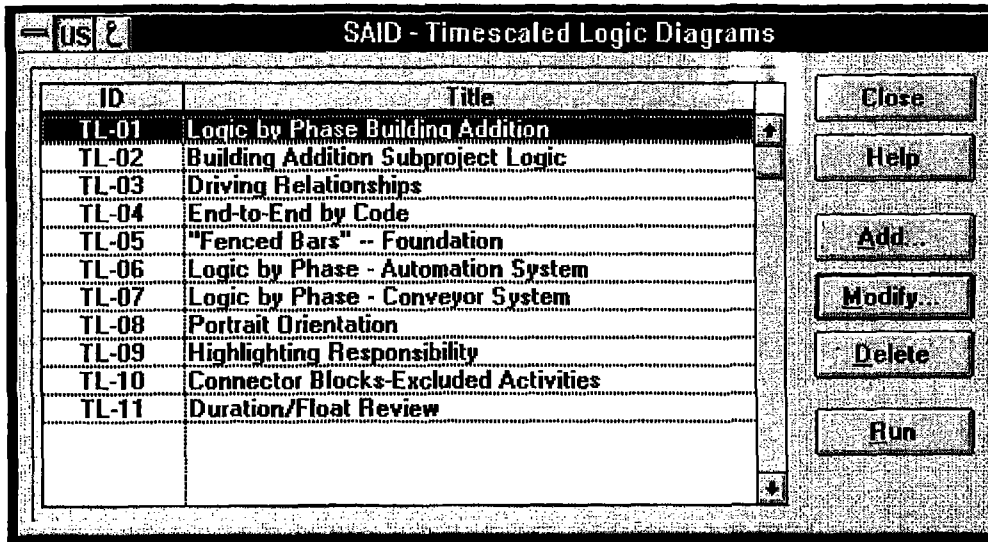 US
SAID - Timescaled Logic Diagrams
ID Title
TL-01 Logic by Phase Building Addition
TL-02 Building Addition Subproject Logic
TL-03 Driving Relationships
TL-04 End-to-End by Code
TL-05 "Fenced Bars" -- Foundation
TL-06 Logic by Phase - Automation System
TL-07 Logic by Phase - Conveyor System
TL-08 Portrait Orientation
TL-09 Highlighting Responsibility
TL-10 Connector Blocks-Excluded Activities
TL-11 Duration/Float Review
Close
Help
Add...
Modify...
Delete
Run